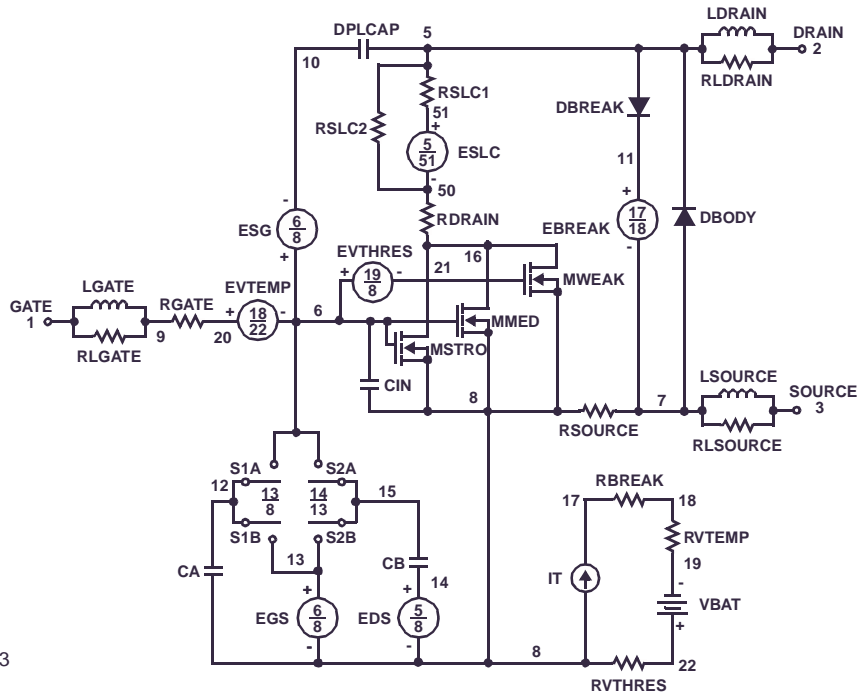 LDRAIN
DPLCAP 5 DRAIN
10 2
RLDRAIN
RSLC1
51
DBREAK
+
RSLC2
5
51
ESLC
11
-
50
+
-
17
18
RDRAIN
DBODY
6
8
ESG
EBREAK
-
+
EVTHRES
16
+ 19
8 - 21
MWEAK
LGATE EVTEMP
GATE RGATE + 18
22 - 6
MMED
1
9 20
MSTRO
RLGATE
LSOURCE
CIN
8 7 SOURCE
3
RSOURCE
RLSOURCE
S1A S2A
12 13
8 14
13 15
RBREAK
17 18
S1B S2B
RVTEMP
13
CB
19
CA
14 IT
+ +
-
VBAT
EGS 6
8 EDS 5
8
+
- -
8
22
RVTHRES
3